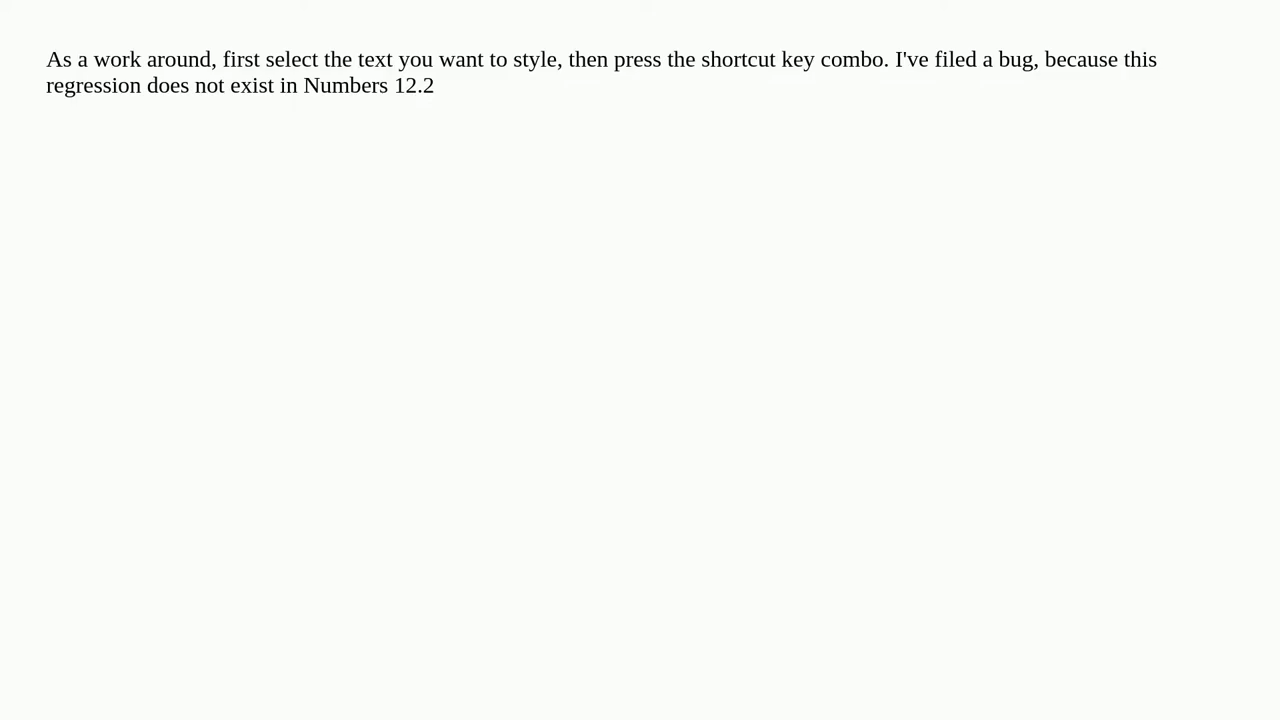 As a work around, first select the text you want to style, then press the shortcut key combo. I've filed a bug, because this
regression does not exist in Numbers 12.2